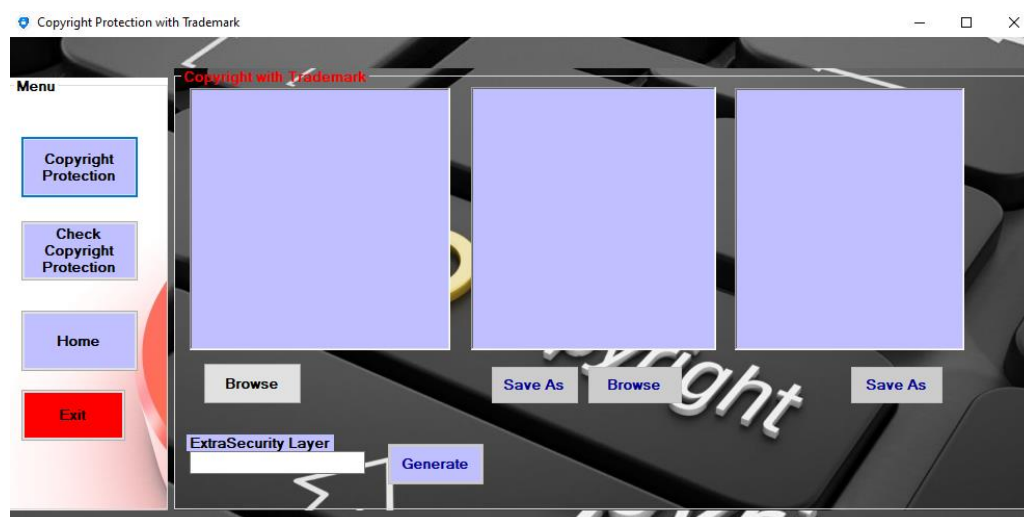 Copyright Protection with Trademark
Menu
Copyright with Trademark
Copyright
Protection
Check
Copyright
Protection
Home
Exit
Browse
Save As
Browse
Save As
ExtraSecurity Layer
Generate